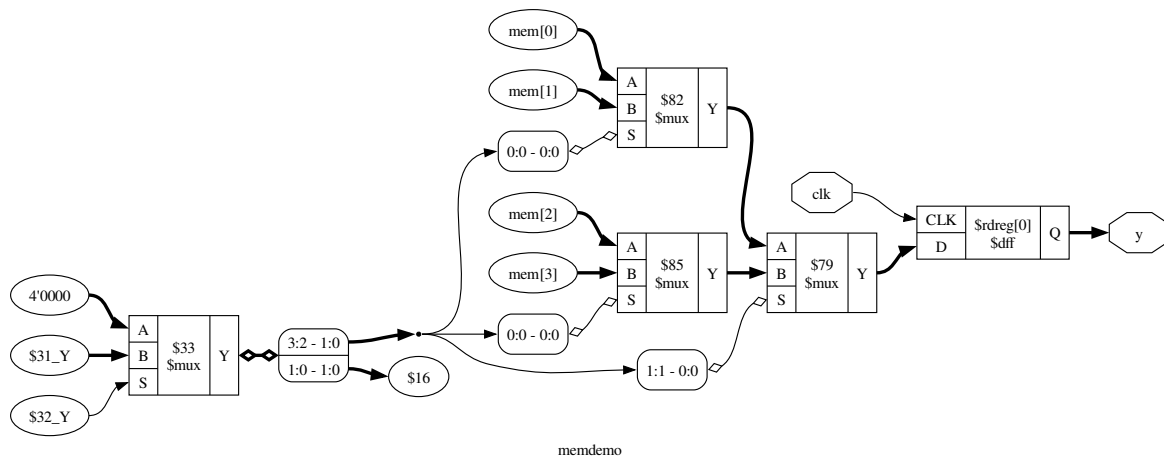 mem[0]
mem[1]
A
B
S
$82
$mux
Y
0:0 - 0:0
mem[2]
mem[3]
A
B
S
$85
$mux
Y
0:0 - 0:0
A
B
S
$79
$mux
Y
1:1 - 0:0
clk
CLK
D
$rdreg[0]
$dff
Q
y
4'0000
$31_Y
$32_Y
A
B
S
$33
$mux
Y
3:2 - 1:0
1:0 - 1:0
$16
memdemo